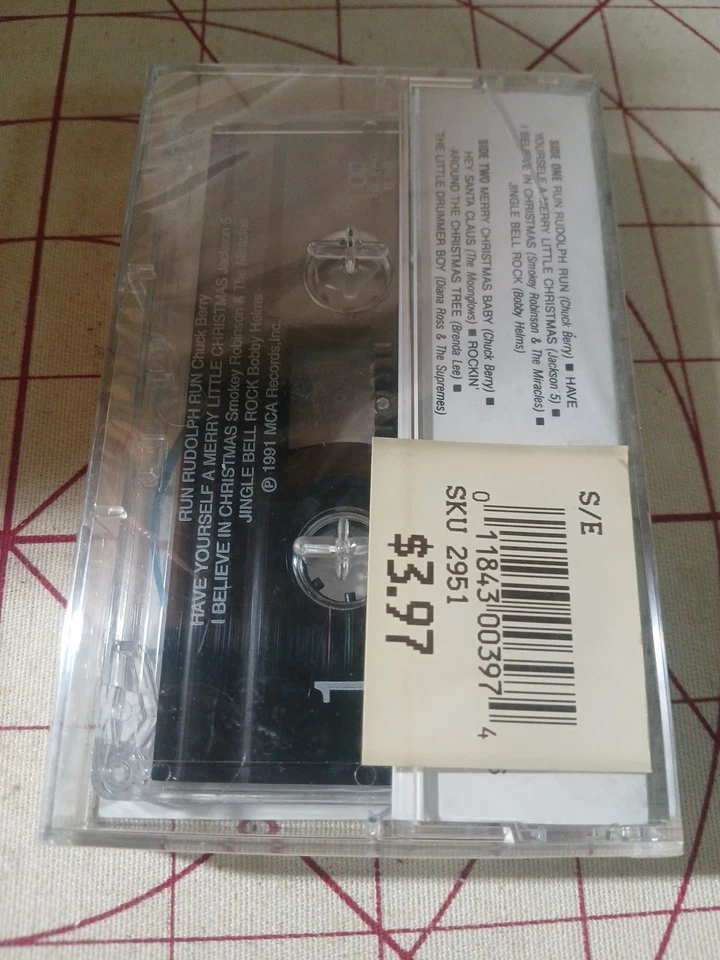 SIDE ONE RUN RUDOLPH RUN (Chuck Berry) ■ HAVE
YOURSELF A MERRY LITTLE CHRISTMAS (Jackson 5) ■
I BELIEVE IN CHRISTMAS (Smokey Robinson & The Miracles) ■
JINGLE BELL ROCK (Bobby Helms)
SIDE TWO MERRY CHRISTMAS BABY (Chuck Berry) ■
HEY SANTA CLAUS (The Moonglows) ■ ROCKIN'
AROUND THE CHRISTMAS TREE (Brenda Lee) ■
THE LITTLE DRUMMER BOY (Diana Ross & The Supremes)
S/E
0 11843 00397 4
SKU 2951
$3.97
1
RUN RUDOLPH RUN Chuck Berry
HAVE YOURSELF A MERRY LITTLE CHRISTMAS Jackson 5
I BELIEVE IN CHRISTMAS Smokey Robinson & The Miracles
JINGLE BELL ROCK Bobby Helms
℗ 1991 MCA Records, Inc.